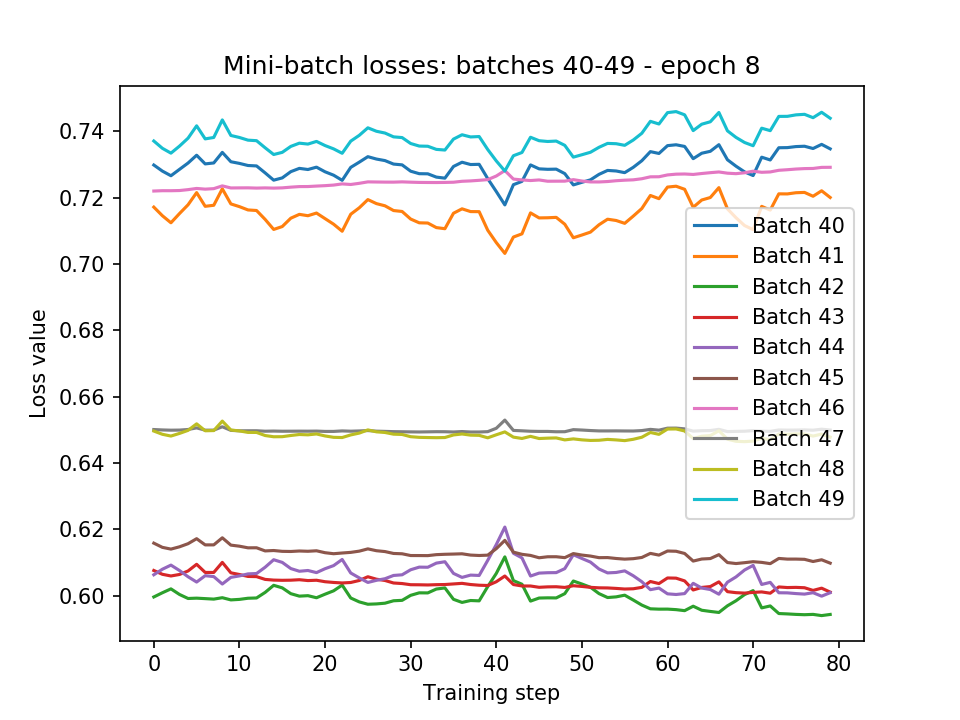 Mini-batch losses: batches 40-49 - epoch 8
0.74
0.72
0.70
0.68
0.66
0.64
0.62
0.60
Loss value
Batch 40
Batch 41
Batch 42
Batch 43
Batch 44
Batch 45
Batch 46
Batch 47
Batch 48
Batch 49
0 10 20 30 40 50 60 70 80
Training step